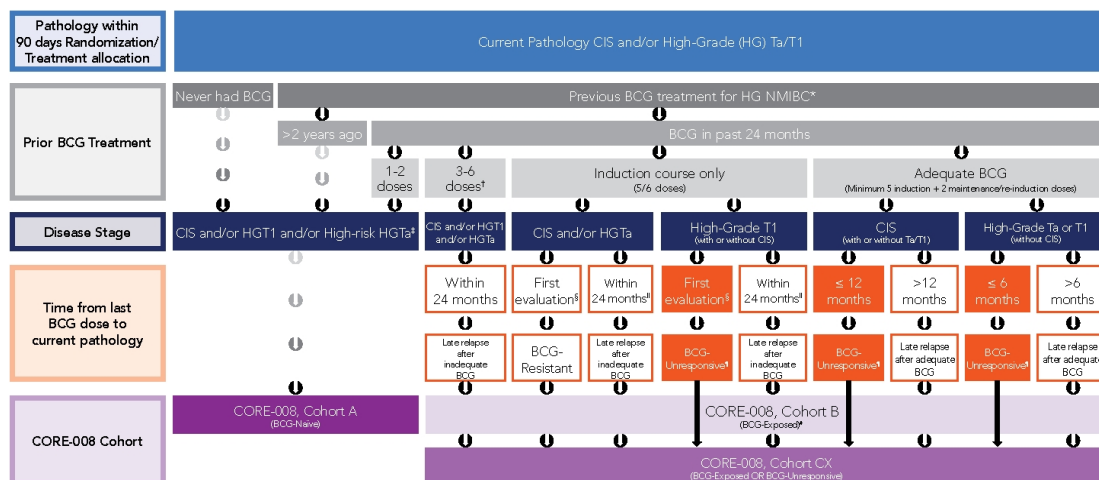 Pathology within
90 days Randomization/
Treatment allocation
Current Pathology CIS and/or High-Grade (HG) Ta/T1
Prior BCG Treatment
Never had BCG
Previous BCG treatment for HG NMIBC*
>2 years ago
BCG in past 24 months
1-2
doses
3-6
doses†
Induction course only
(5/6 doses)
Adequate BCG
(Minimum 5 induction + 2 maintenance/re-induction doses)
Disease Stage
CIS and/or HGT1 and/or High-risk HGTa‡
CIS and/or HGT1
and/or HGTa
CIS and/or HGTa
High-Grade T1
(with or without CIS)
CIS
(with or without Ta/T1)
High-Grade Ta or T1
(without CIS)
Time from last
BCG dose to
current pathology
Within
24 months
First
evaluation§
Within
24 months‖
First
evaluation§
Within
24 months‖
≤ 12
months
>12
months
≤ 6
months
>6
months
Late relapse
after
inadequate
BCG
BCG-
Resistant
Late relapse
after
inadequate
BCG
BCG-
Unresponsive¶
Late relapse
after
inadequate
BCG
BCG-
Unresponsive¶
Late relapse
after adequate
BCG
BCG-
Unresponsive¶
Late relapse
after adequate
BCG
CORE-008 Cohort
CORE-008, Cohort A
(BCG-Naive)
CORE-008, Cohort B
(BCG-Exposed)#
CORE-008, Cohort CX
(BCG-Exposed OR BCG-Unresponsive)